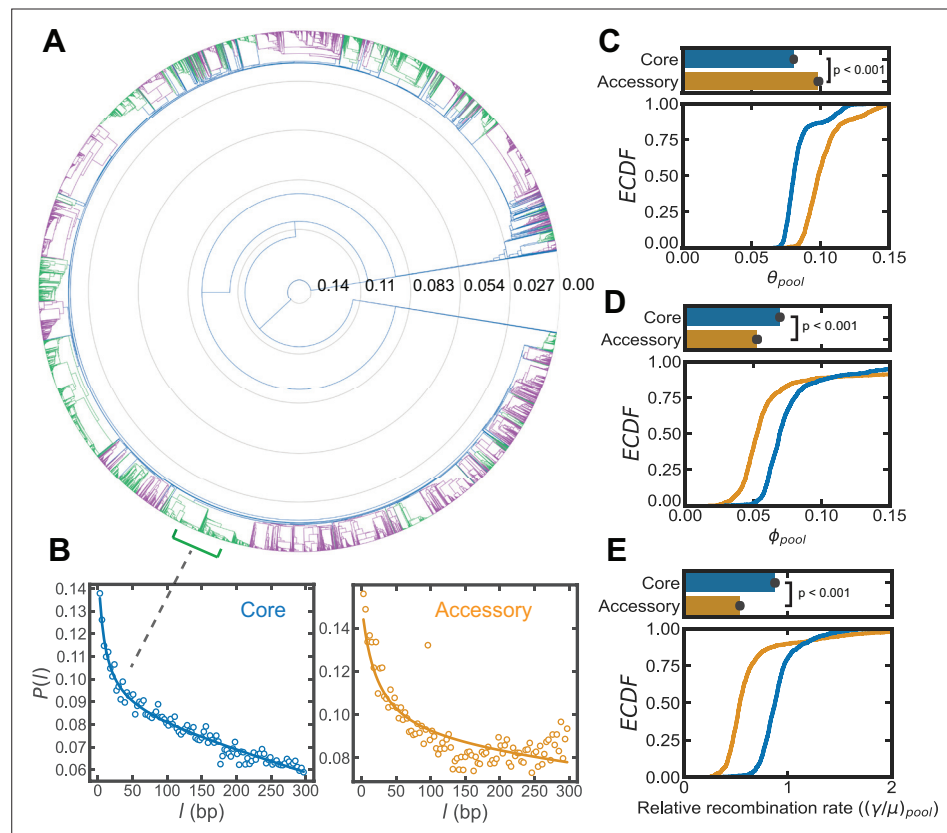 A
0.14 0.11 0.083 0.054 0.027 0.00
B
Core
P(l)
0.14
0.13
0.12
0.11
0.10
0.09
0.08
0.07
0.06
0 50 100 150 200 250 300
l (bp)
Accessory
0.14
0.12
0.10
0.08
0 50 100 150 200 250 300
l (bp)
C
Core
Accessory
p < 0.001
ECDF
1.00
0.75
0.50
0.25
0.00
0.00 0.05 0.10 0.15
θpool
D
Core
Accessory
p < 0.001
ECDF
1.00
0.75
0.50
0.25
0.00
0.00 0.05 0.10 0.15
ϕpool
E
Core
Accessory
p < 0.001
ECDF
1.00
0.75
0.50
0.25
0.00
0 1 2
Relative recombination rate ((γ/μ)pool)